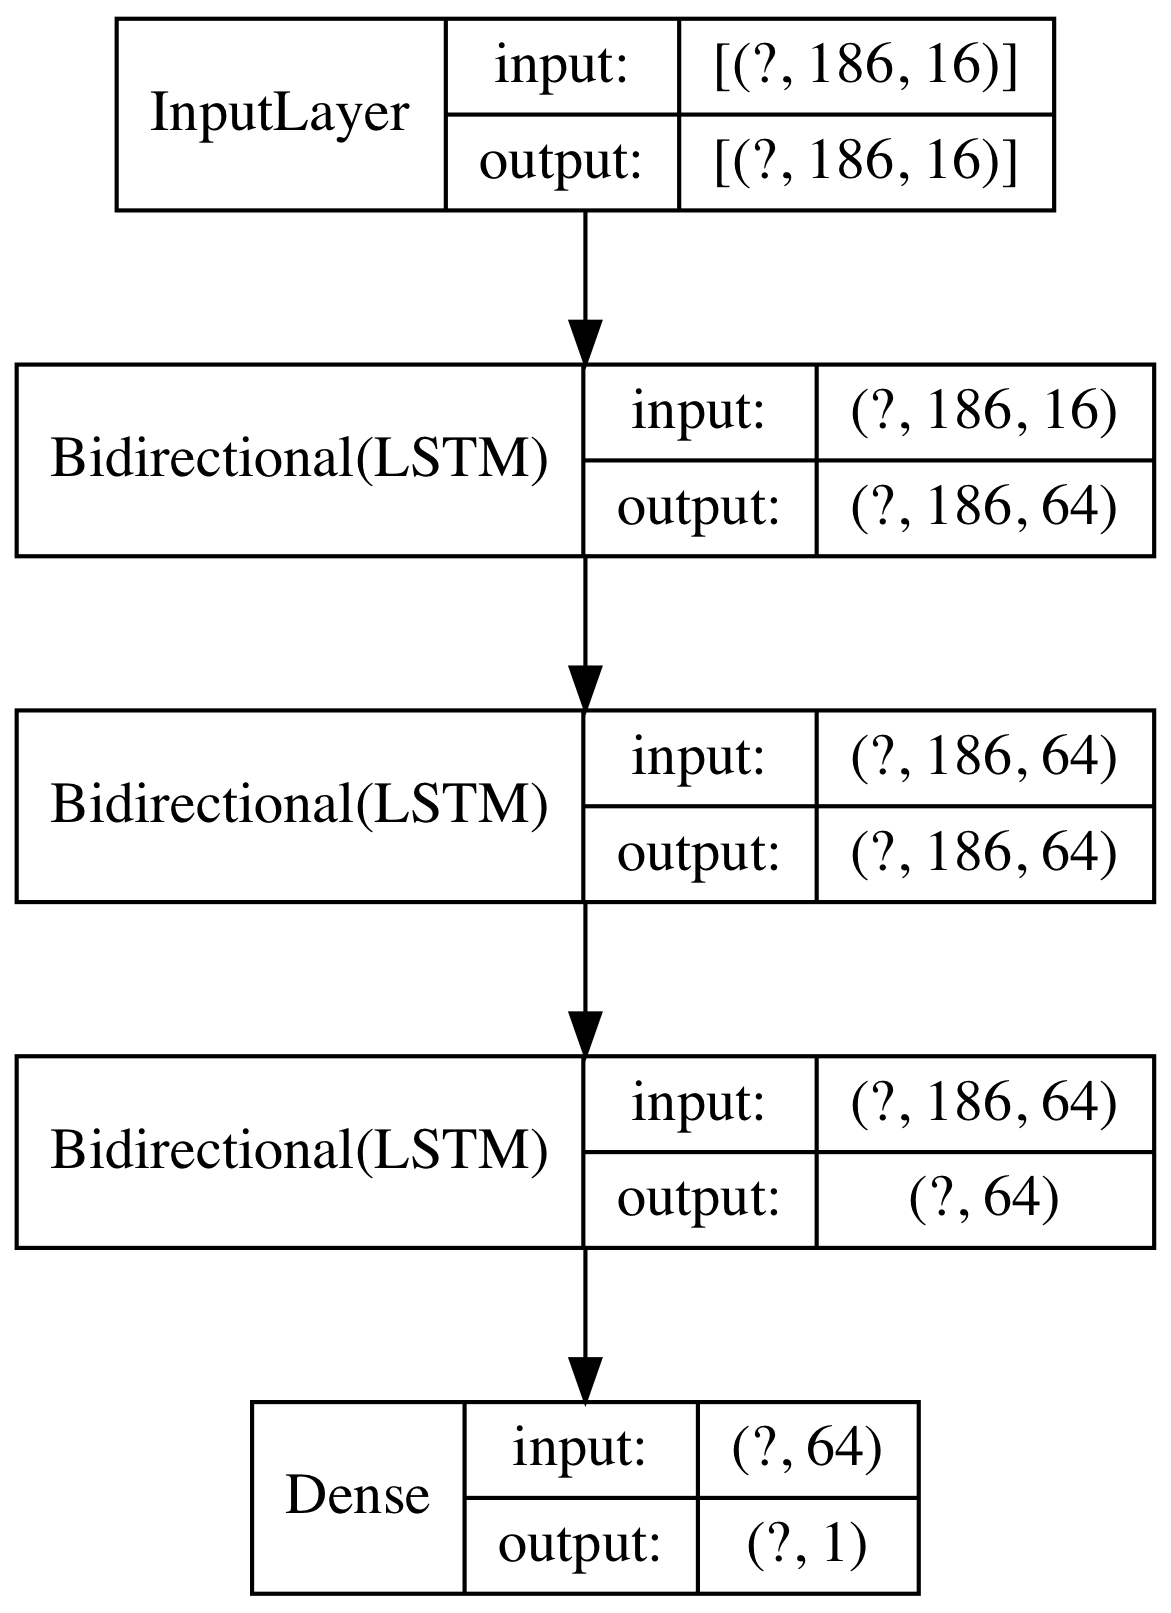 InputLayer
input: [(?, 186, 16)]
output: [(?, 186, 16)]
Bidirectional(LSTM)
input: (?, 186, 16)
output: (?, 186, 64)
Bidirectional(LSTM)
input: (?, 186, 64)
output: (?, 186, 64)
Bidirectional(LSTM)
input: (?, 186, 64)
output: (?, 64)
Dense
input: (?, 64)
output: (?, 1)